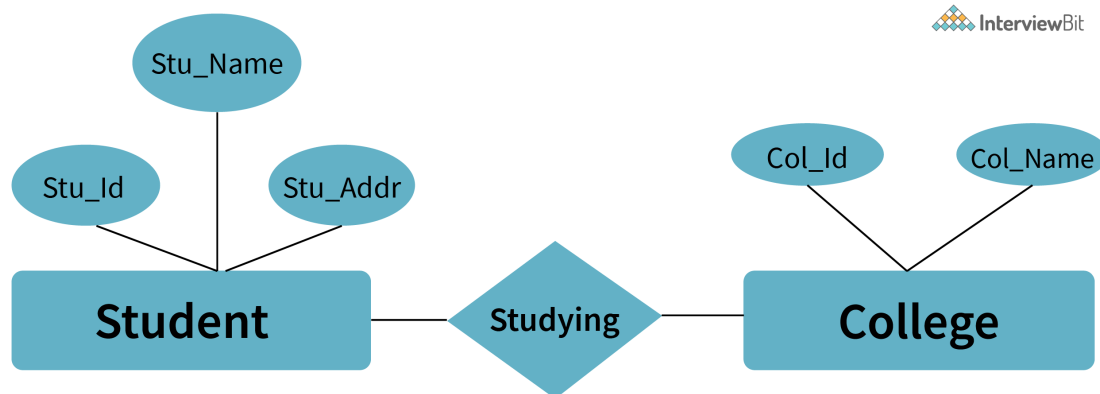 InterviewBit
Stu_Name
Stu_Id
Stu_Addr
Col_Id
Col_Name
Student
Studying
College